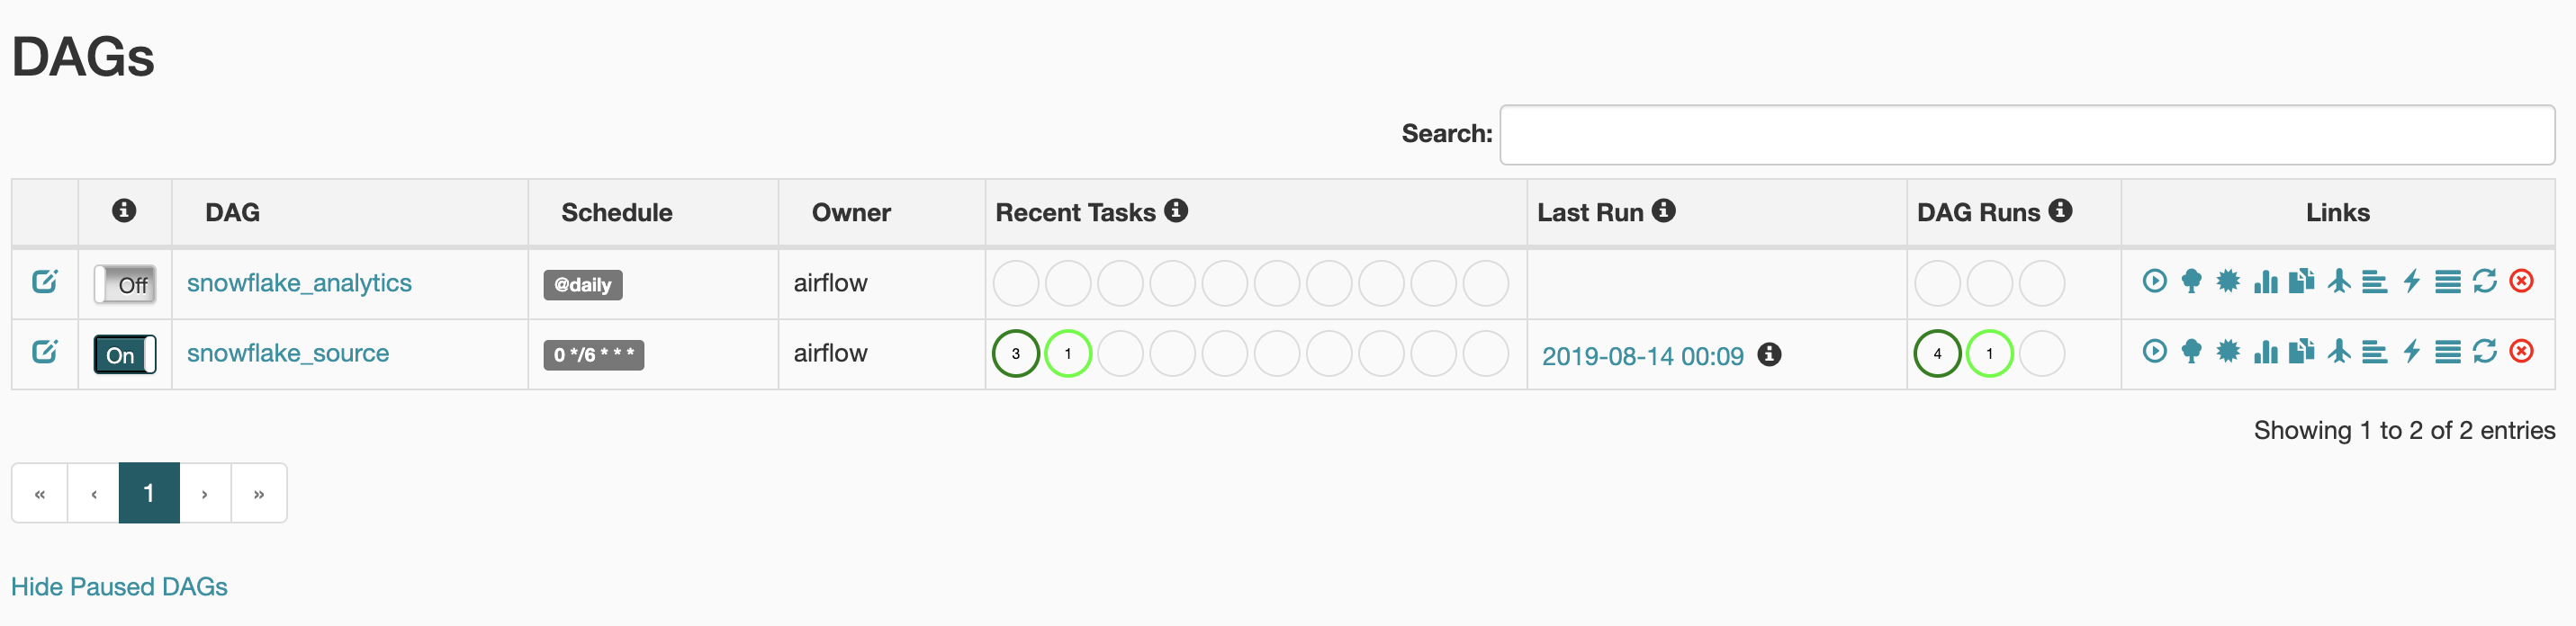 DAGs
Search:
DAG Schedule Owner Recent Tasks Last Run DAG Runs Links
Off snowflake_analytics @daily airflow
On snowflake_source 0 */6 * * * airflow 3 1 2019-08-14 00:09 4 1
Showing 1 to 2 of 2 entries
« ‹ 1 › »
Hide Paused DAGs